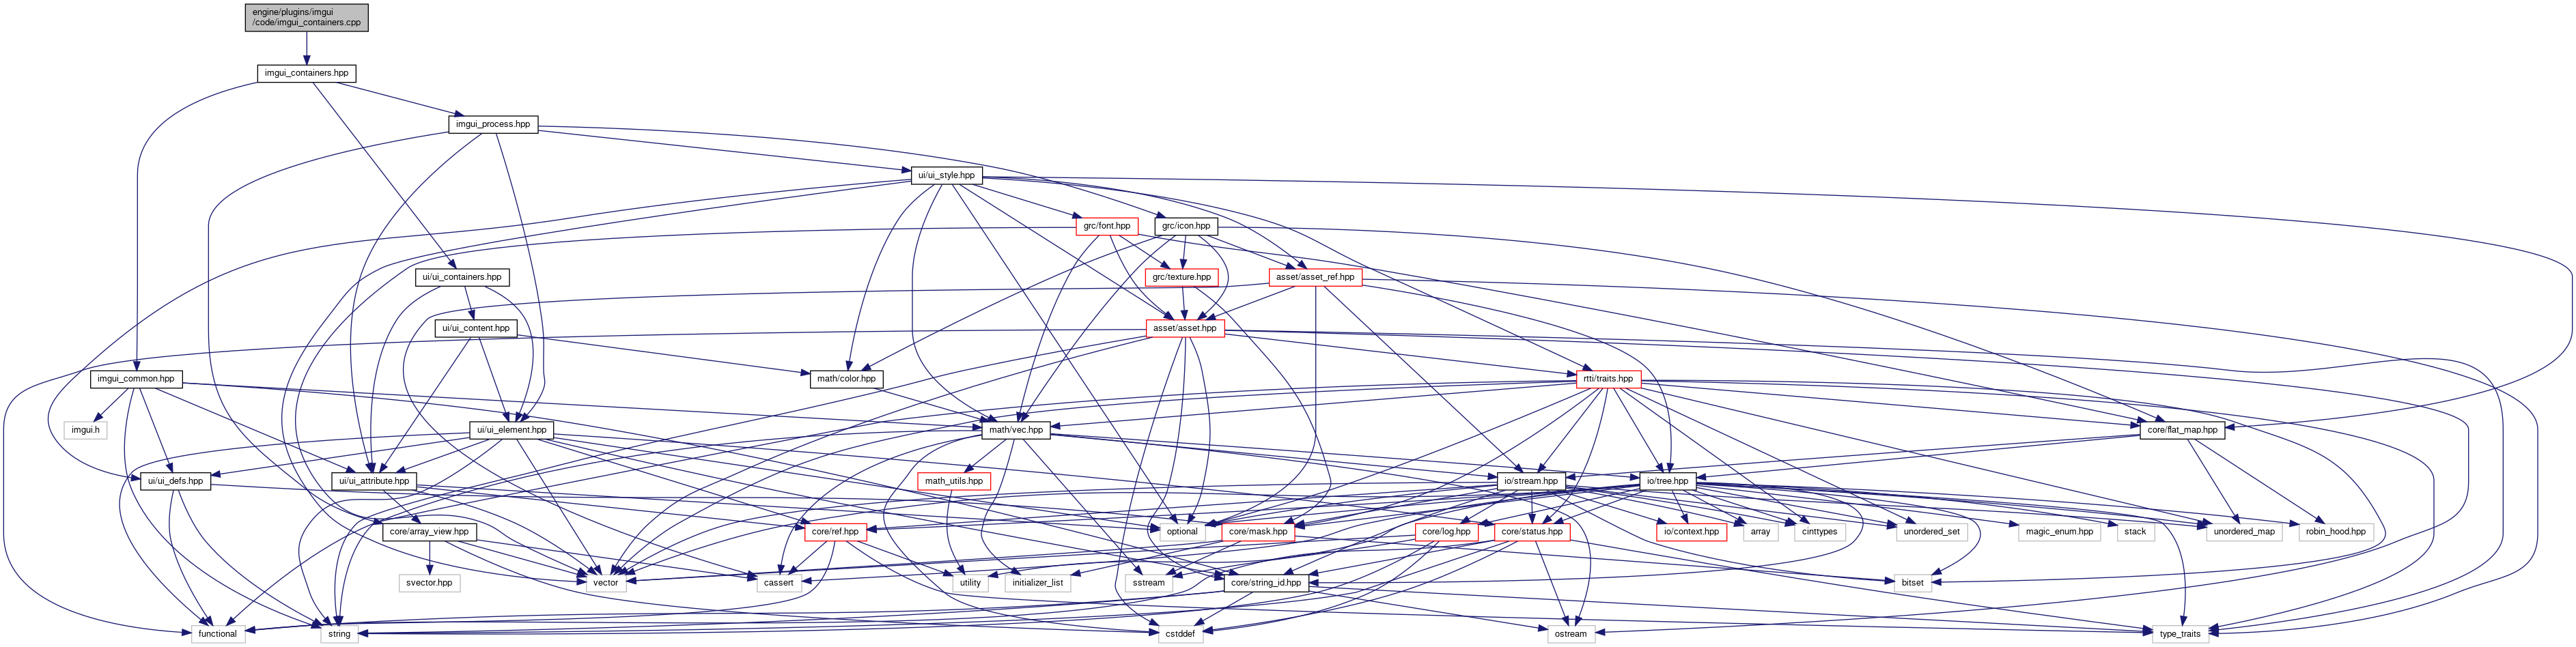 engine/plugins/imgui
/code/imgui_containers.cpp
imgui_containers.hpp
imgui_process.hpp
ui/ui_style.hpp
grc/font.hpp
grc/icon.hpp
ui/ui_containers.hpp
grc/texture.hpp
asset/asset_ref.hpp
ui/ui_content.hpp
asset/asset.hpp
imgui_common.hpp
math/color.hpp
rtti/traits.hpp
imgui.h
ui/ui_element.hpp
math/vec.hpp
core/flat_map.hpp
ui/ui_defs.hpp
ui/ui_attribute.hpp
math_utils.hpp
io/stream.hpp
io/tree.hpp
core/array_view.hpp
core/ref.hpp
optional
core/mask.hpp
core/log.hpp
core/status.hpp
io/context.hpp
array
cinttypes
unordered_set
magic_enum.hpp
stack
unordered_map
robin_hood.hpp
svector.hpp
vector
cassert
utility
initializer_list
sstream
core/string_id.hpp
bitset
functional
string
cstddef
ostream
type_traits